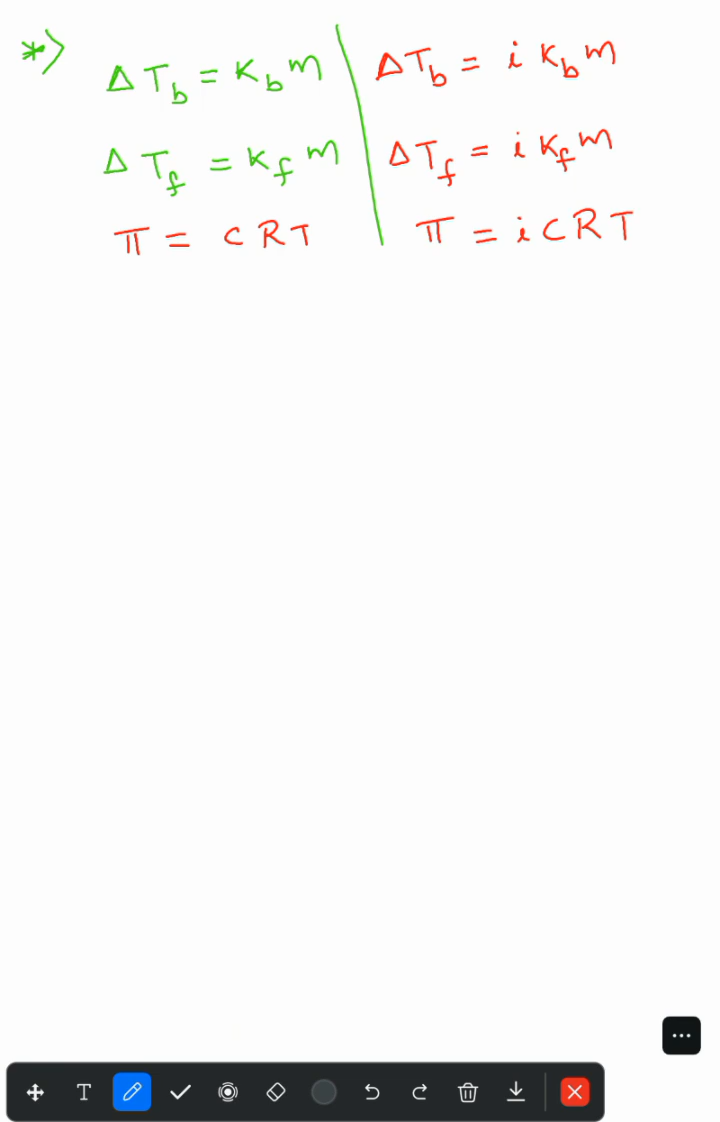 *) ΔT_b = K_b m | ΔT_b = i K_b m
ΔT_f = K_f m | ΔT_f = i K_f m
π = CRT | π = i CRT
T